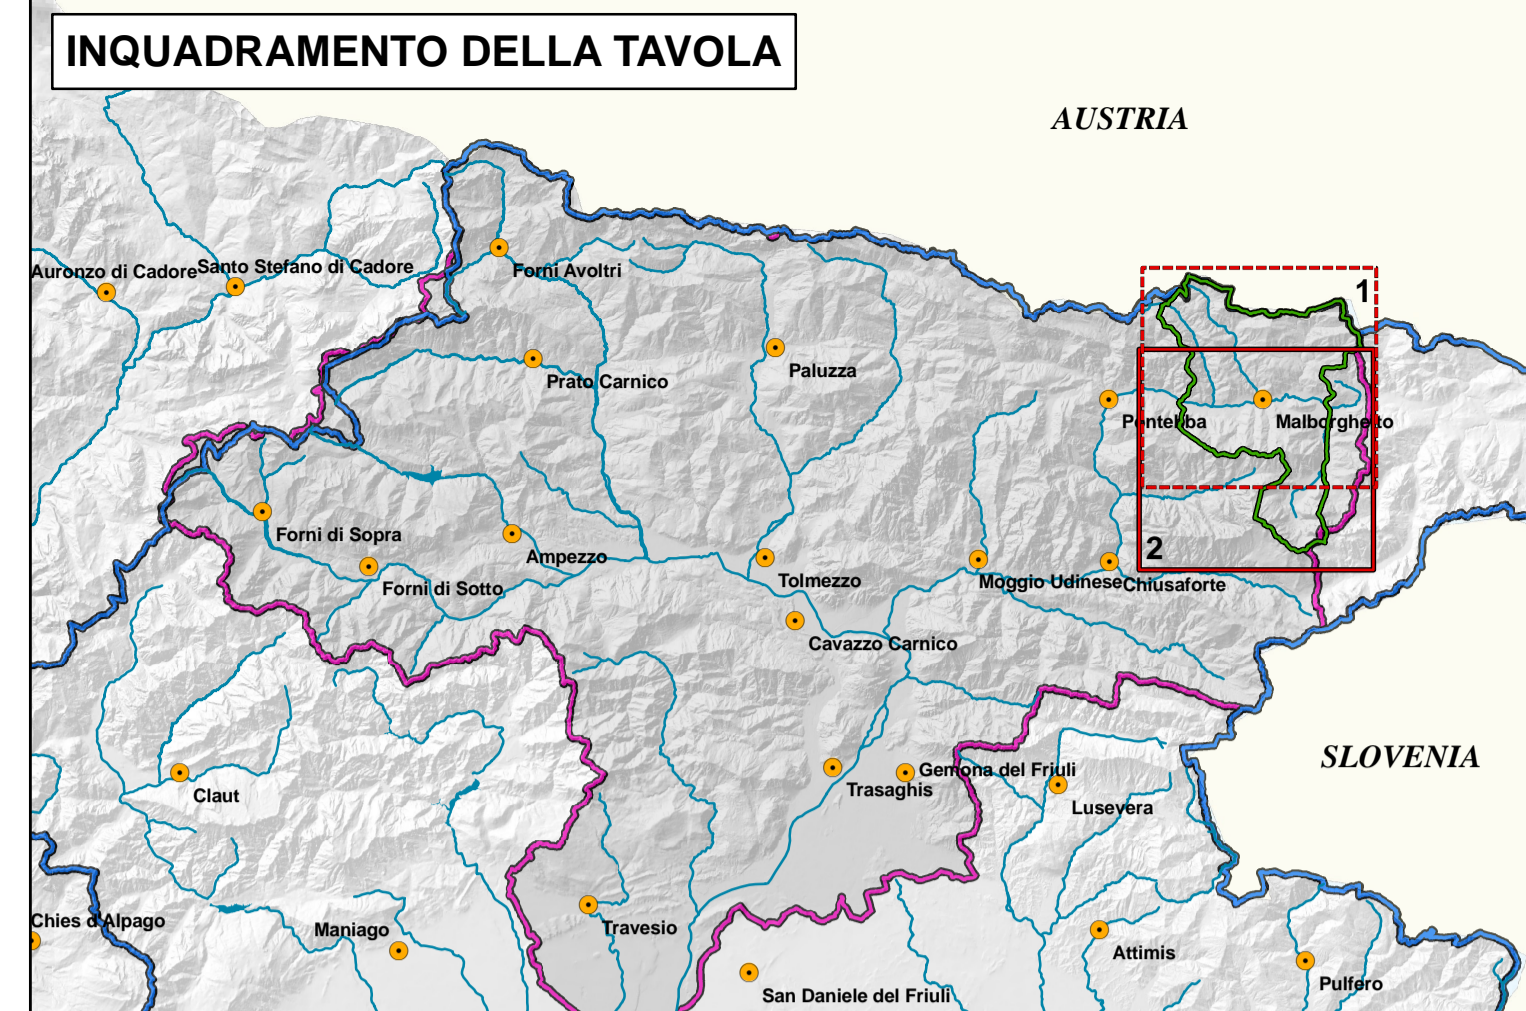 INQUADRAMENTO DELLA TAVOLA
AUSTRIA
Auronzo di Cadore
Santo Stefano di Cadore
Forni Avoltri
1
Prato Carnico
Paluzza
Pontebba
Malborghetto
Forni di Sopra
Ampezzo
2
Forni di Sotto
Tolmezzo
Moggio Udinese
Chiusaforte
Cavazzo Carnico
SLOVENIA
Claut
Trasaghis
Gemona del Friuli
Lusevera
Chies d'Alpago
Maniago
Travesio
Attimis
Pulfero
San Daniele del Friuli